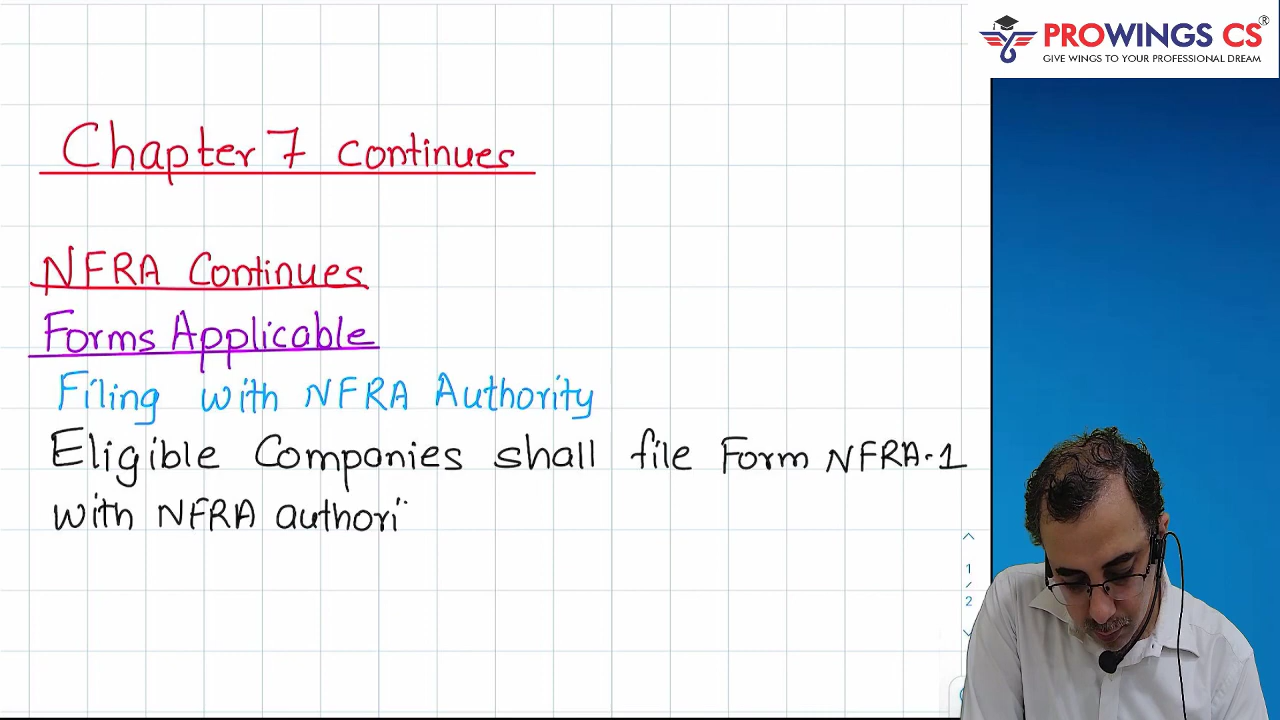 PROWINGS CS®
GIVE WINGS TO YOUR PROFESSIONAL DREAM
Chapter 7 continues
NFRA Continues
Forms Applicable
Filing with NFRA Authority
Eligible Companies shall file Form NFRA-1
with NFRA authori
1
/
2